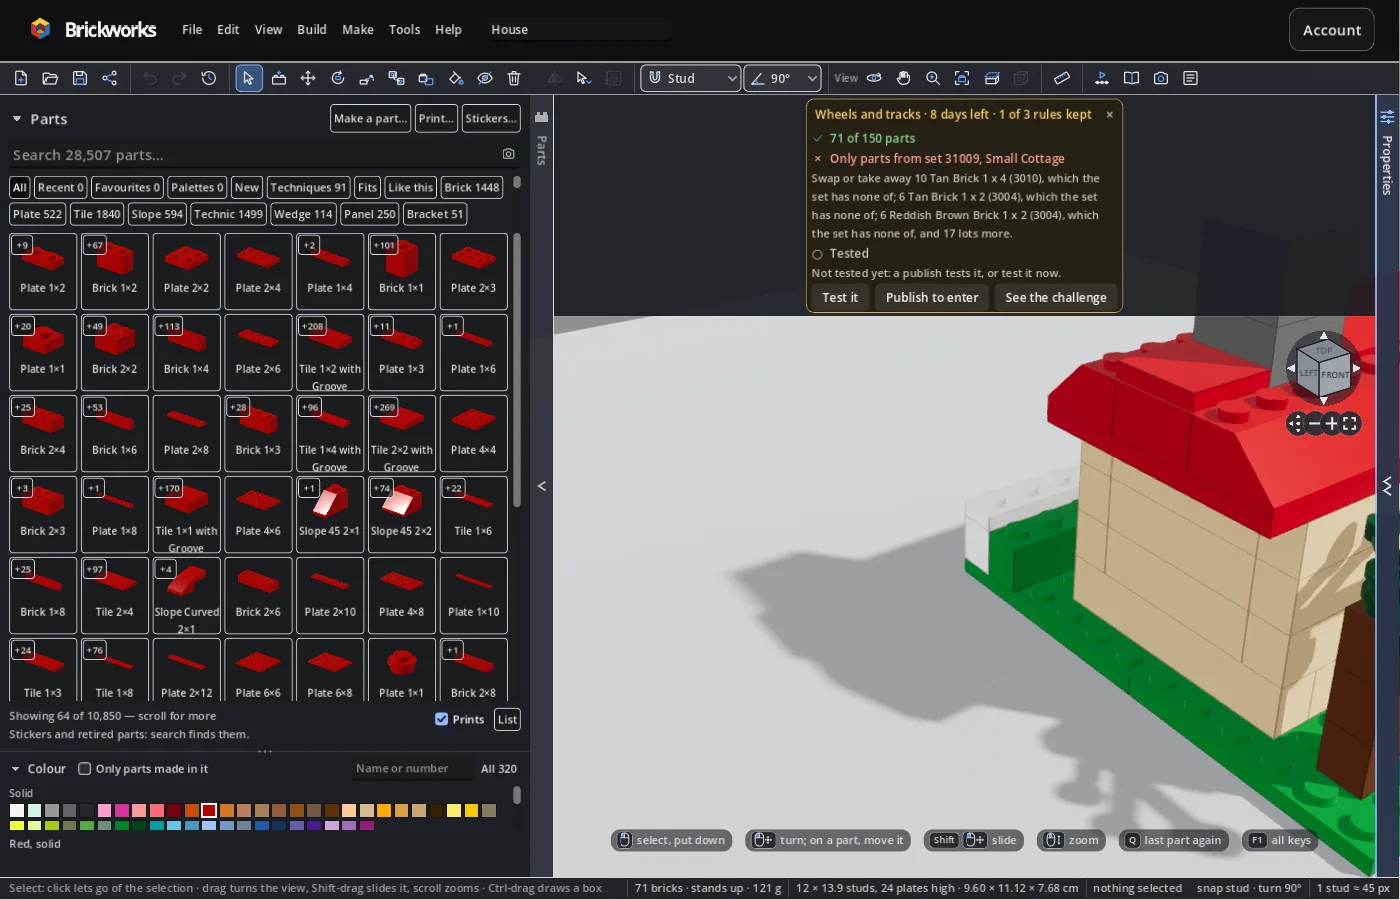 Brickworks
File Edit View Build Make Tools Help House
Account
Stud 90° View
Parts Make a part... Print... Stickers...
Search 28,507 parts...
All Recent 0 Favourites 0 Palettes 0 New Techniques 91 Fits Like this Brick 1448
Plate 522 Tile 1840 Slope 594 Technic 1499 Wedge 114 Panel 250 Bracket 51
+9 +67 +2 +101
Plate 1×2 Brick 1×2 Plate 2×2 Plate 2×4 Plate 1×4 Brick 1×1 Plate 2×3
+20 +49 +113 +208 +11 +1
Plate 1×1 Brick 2×2 Brick 1×4 Plate 2×6 Tile 1×2 with Groove Plate 1×3 Plate 1×6
+25 +53 +28 +96 +269
Brick 2×4 Brick 1×6 Plate 2×8 Brick 1×3 Tile 1×4 with Groove Tile 2×2 with Groove Plate 4×4
+3 +1 +170 +1 +74 +22
Brick 2×3 Plate 1×8 Tile 1×1 with Groove Plate 4×6 Slope 45 2×1 Slope 45 2×2 Tile 1×6
+25 +97 +4
Brick 1×8 Tile 2×4 Slope Curved 2×1 Brick 2×6 Plate 2×10 Plate 4×8 Plate 1×10
+24 +76 +1
Tile 1×3 Tile 1×8 Plate 2×12 Plate 6×6 Plate 6×8 Plate 1×1 Brick 2×8
Showing 64 of 10,850 — scroll for more
Stickers and retired parts: search finds them.
Prints List
Colour Only parts made in it Name or number All 320
Solid
Red, solid
Parts
Wheels and tracks · 8 days left · 1 of 3 rules kept ×
71 of 150 parts
Only parts from set 31009, Small Cottage
Swap or take away 10 Tan Brick 1 x 4 (3010), which the
set has none of; 6 Tan Brick 1 x 2 (3004), which the
set has none of; 6 Reddish Brown Brick 1 x 2 (3004), which
the set has none of, and 17 lots more.
Tested
Not tested yet: a publish tests it, or test it now.
Test it Publish to enter See the challenge
Properties
TOP
LEFT FRONT
select, put down turn; on a part, move it Shift slide zoom Q last part again F1 all keys
Select: click lets go of the selection · drag turns the view, Shift-drag slides it, scroll zooms · Ctrl-drag draws a box 71 bricks · stands up · 121 g 12 × 13.9 studs, 24 plates high · 9.60 × 11.12 × 7.68 cm nothing selected snap stud · turn 90° 1 stud ≈ 45 px